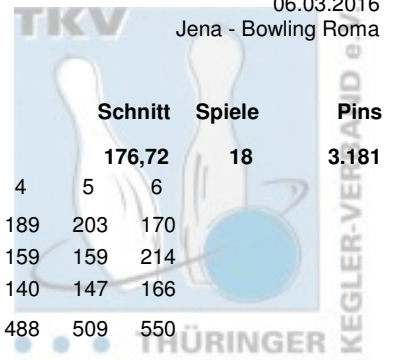 06.03.2016
TKV
Jena - Bowling Roma
Schnitt Spiele Pins
176,72 18 3.181
4 5 6
189 203 170
159 159 214
140 147 166
488 509 550
THÜRINGER
KEGLER-VERBAND e.V.